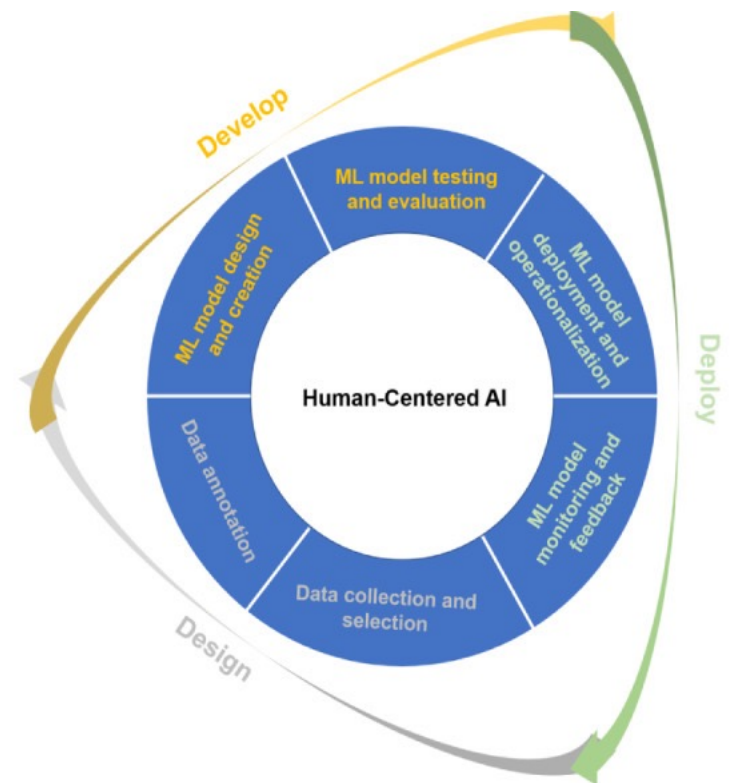 Develop
ML model testing
and evaluation
ML model design
and creation
ML model
deployment and
operationalization
Human-Centered AI
Deploy
Data annotation
ML model
monitoring and
feedback
Data collection and
selection
Design